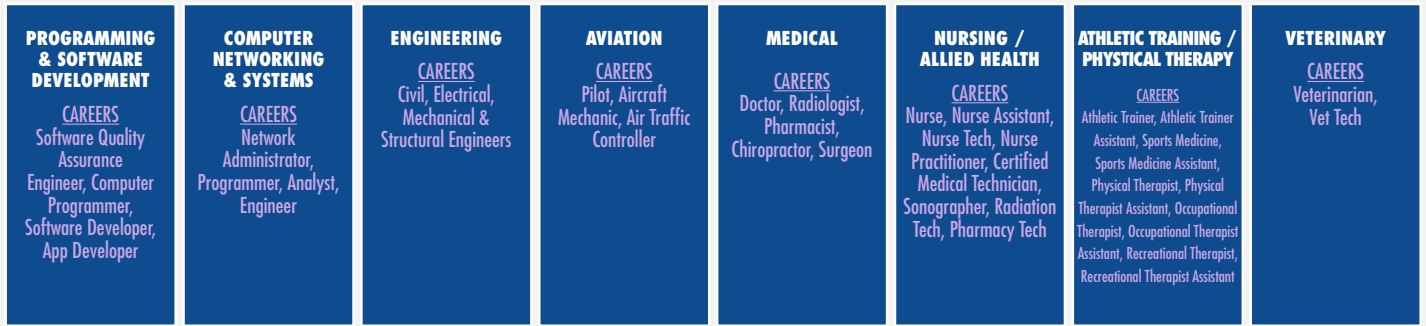 PROGRAMMING
& SOFTWARE
DEVELOPMENT
CAREERS
Software Quality
Assurance
Engineer, Computer
Programmer,
Software Developer,
App Developer
COMPUTER
NETWORKING
& SYSTEMS
CAREERS
Network
Administrator,
Programmer, Analyst,
Engineer
ENGINEERING
CAREERS
Civil, Electrical,
Mechanical &
Structural Engineers
AVIATION
CAREERS
Pilot, Aircraft
Mechanic, Air Traffic
Controller
MEDICAL
CAREERS
Doctor, Radiologist,
Pharmacist,
Chiropractor, Surgeon
NURSING /
ALLIED HEALTH
CAREERS
Nurse, Nurse Assistant,
Nurse Tech, Nurse
Practitioner, Certified
Medical Technician,
Sonographer, Radiation
Tech, Pharmacy Tech
ATHLETIC TRAINING /
PHYSTICAL THERAPY
CAREERS
Athletic Trainer, Athletic Trainer
Assistant, Sports Medicine,
Sports Medicine Assistant,
Physical Therapist, Physical
Therapist Assistant, Occupational
Therapist, Occupational Therapist
Assistant, Recreational Therapist,
Recreational Therapist Assistant
VETERINARY
CAREERS
Veterinarian,
Vet Tech